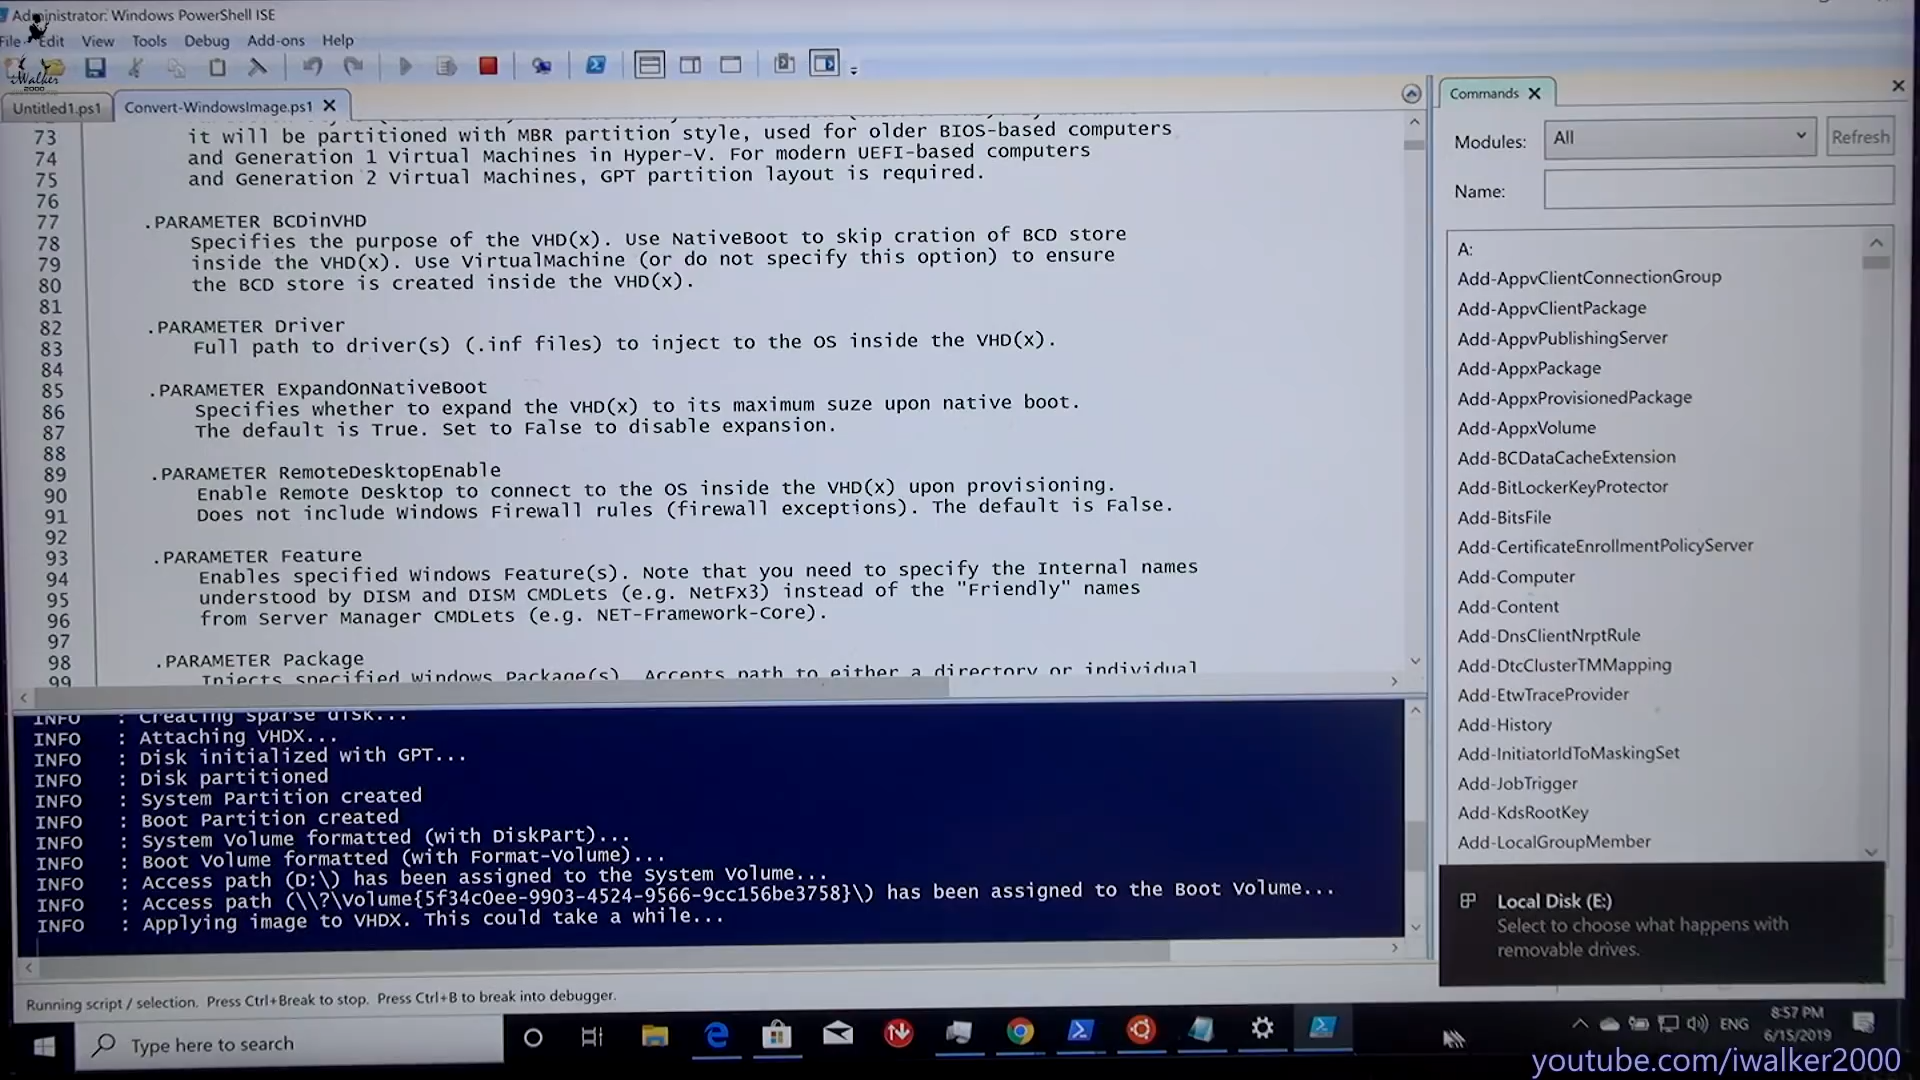 Administrator: Windows PowerShell ISE
File Edit View Tools Debug Add-ons Help
iWalker
2000
Untitled1.ps1 Convert-WindowsImage.ps1
73 it will be partitioned with MBR partition style, used for older BIOS-based computers
74 and Generation 1 Virtual Machines in Hyper-V. For modern UEFI-based computers
75 and Generation 2 Virtual Machines, GPT partition layout is required.
76
77 .PARAMETER BCDinVHD
78 Specifies the purpose of the VHD(x). Use NativeBoot to skip cration of BCD store
79 inside the VHD(x). Use VirtualMachine (or do not specify this option) to ensure
80 the BCD store is created inside the VHD(x).
81
82 .PARAMETER Driver
83 Full path to driver(s) (.inf files) to inject to the OS inside the VHD(x).
84
85 .PARAMETER ExpandOnNativeBoot
86 Specifies whether to expand the VHD(x) to its maximum suze upon native boot.
87 The default is True. Set to False to disable expansion.
88
89 .PARAMETER RemoteDesktopEnable
90 Enable Remote Desktop to connect to the OS inside the VHD(x) upon provisioning.
91 Does not include Windows Firewall rules (firewall exceptions). The default is False.
92
93 .PARAMETER Feature
94 Enables specified Windows Feature(s). Note that you need to specify the Internal names
95 understood by DISM and DISM CMDLets (e.g. NetFx3) instead of the "Friendly" names
96 from Server Manager CMDLets (e.g. NET-Framework-Core).
97
98 .PARAMETER Package
99 Injects specified Windows Package(s). Accepts path to either a directory or individual
INFO : Creating sparse disk...
INFO : Attaching VHDX...
INFO : Disk initialized with GPT...
INFO : Disk partitioned
INFO : System Partition created
INFO : Boot Partition created
INFO : System Volume formatted (with DiskPart)...
INFO : Boot Volume formatted (with Format-Volume)...
INFO : Access path (D:\) has been assigned to the System Volume...
INFO : Access path (\\?\Volume{5f34c0ee-9903-4524-9566-9cc156be3758}\) has been assigned to the Boot Volume...
INFO : Applying image to VHDX. This could take a while...
Running script / selection. Press Ctrl+Break to stop. Press Ctrl+B to break into debugger.
Commands
Modules: All Refresh
Name:
A:
Add-AppvClientConnectionGroup
Add-AppvClientPackage
Add-AppvPublishingServer
Add-AppxPackage
Add-AppxProvisionedPackage
Add-AppxVolume
Add-BCDataCacheExtension
Add-BitLockerKeyProtector
Add-BitsFile
Add-CertificateEnrollmentPolicyServer
Add-Computer
Add-Content
Add-DnsClientNrptRule
Add-DtcClusterTMMapping
Add-EtwTraceProvider
Add-History
Add-InitiatorIdToMaskingSet
Add-JobTrigger
Add-KdsRootKey
Add-LocalGroupMember
Local Disk (E:)
Select to choose what happens with
removable drives.
Type here to search
ENG
8:57 PM
6/15/2019
youtube.com/iwalker2000